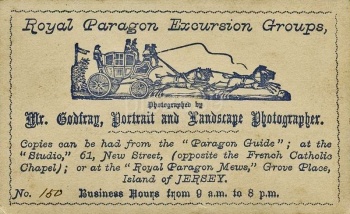 Royal Paragon Excursion Groups,
Photographed by
Mr. Godfray, Portrait and Landscape Photographer.
Copies can be had from the "Paragon Guide"; at the
"Studio," 61, New Street, (opposite the French Catholic
Chapel); or at the "Royal Paragon Mews," Grove Place,
Island of JERSEY.
No. 150 Business Hours from 9 a.m. to 8 p.m.